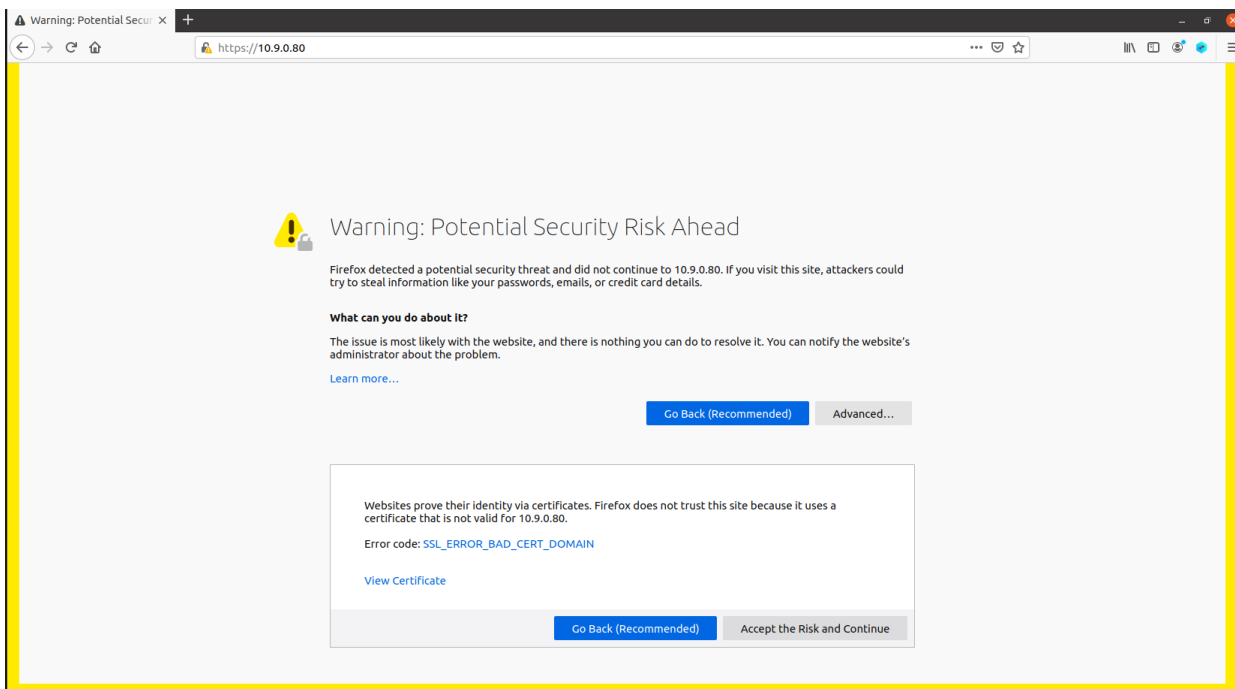 Warning: Potential Secur
https://10.9.0.80
Warning: Potential Security Risk Ahead
Firefox detected a potential security threat and did not continue to 10.9.0.80. If you visit this site, attackers could
try to steal information like your passwords, emails, or credit card details.
What can you do about it?
The issue is most likely with the website, and there is nothing you can do to resolve it. You can notify the website's
administrator about the problem.
Learn more…
Go Back (Recommended) Advanced…
Websites prove their identity via certificates. Firefox does not trust this site because it uses a
certificate that is not valid for 10.9.0.80.
Error code: SSL_ERROR_BAD_CERT_DOMAIN
View Certificate
Go Back (Recommended) Accept the Risk and Continue